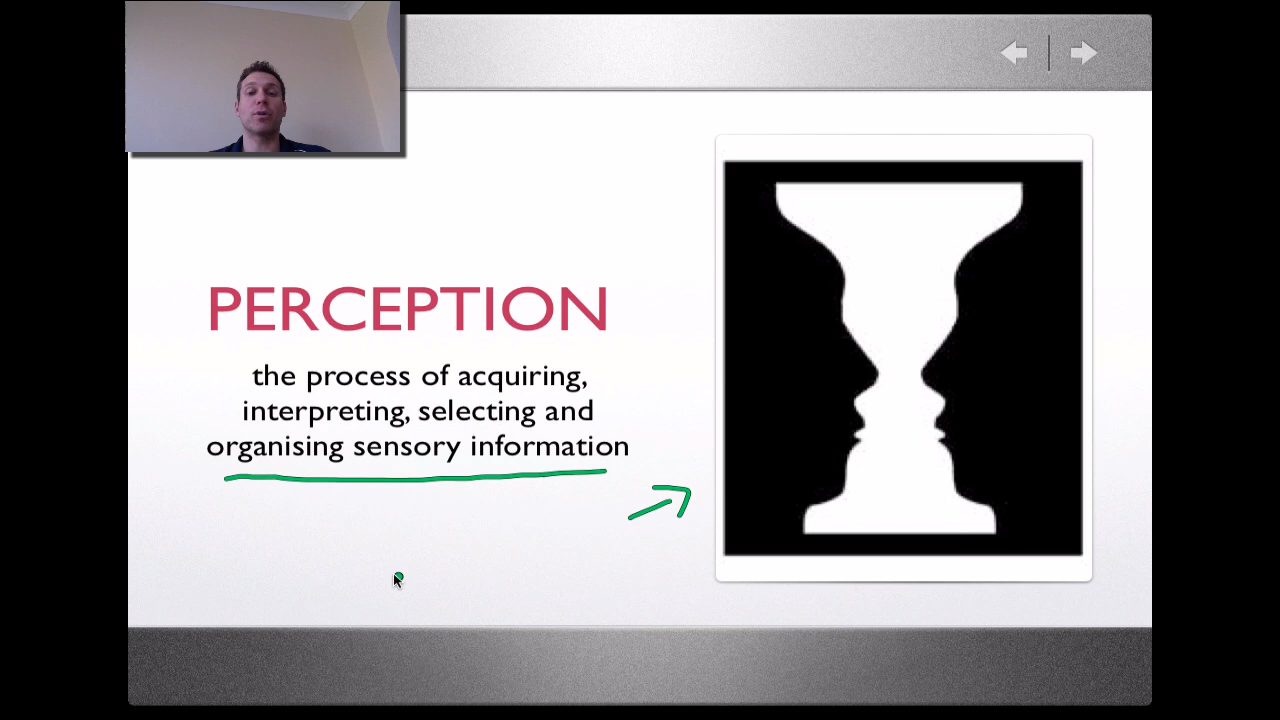 PERCEPTION
the process of acquiring,
interpreting, selecting and
organising sensory information